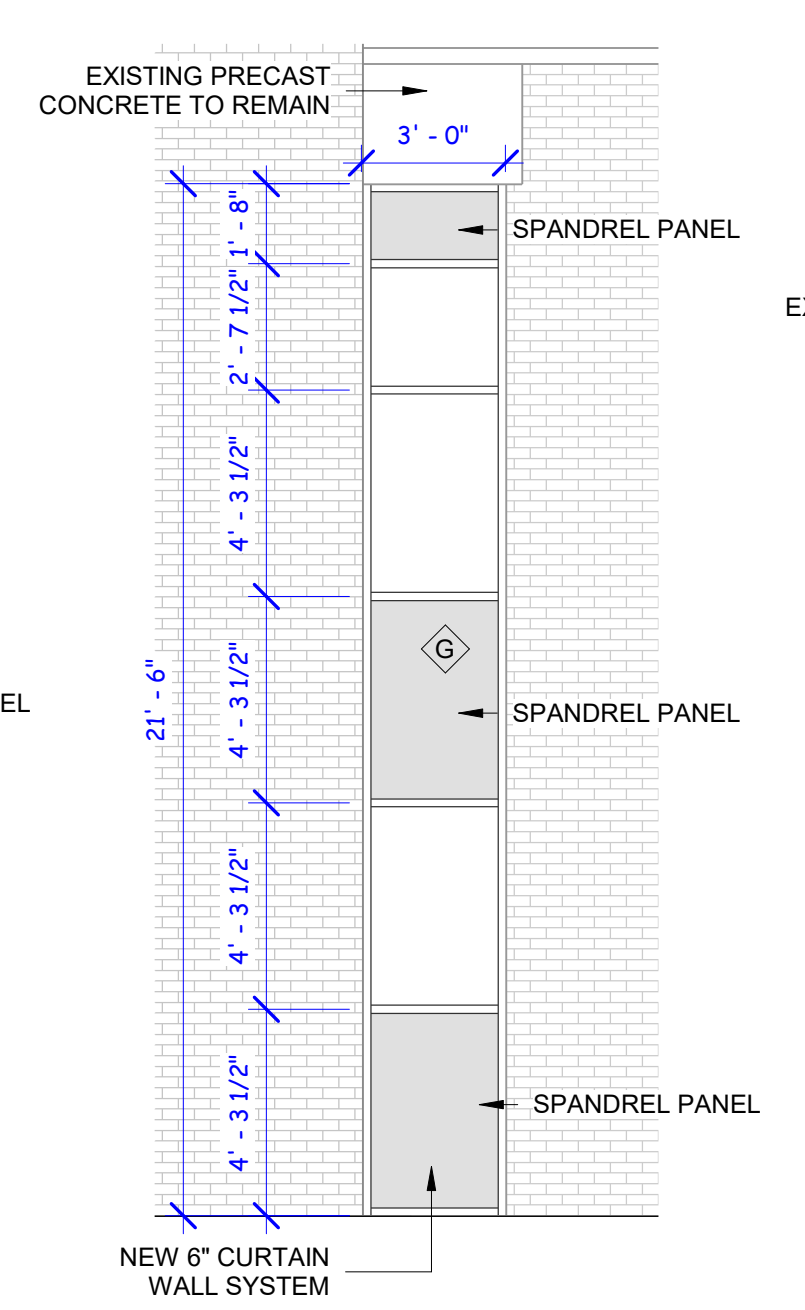 EXISTING PRECAST
CONCRETE TO REMAIN
3' - 0"
1' - 8"
SPANDREL PANEL
2' - 7 1/2"
EX
4' - 3 1/2"
G
4' - 3 1/2"
21' - 6"
EL
SPANDREL PANEL
4' - 3 1/2"
4' - 3 1/2"
SPANDREL PANEL
NEW 6" CURTAIN
WALL SYSTEM